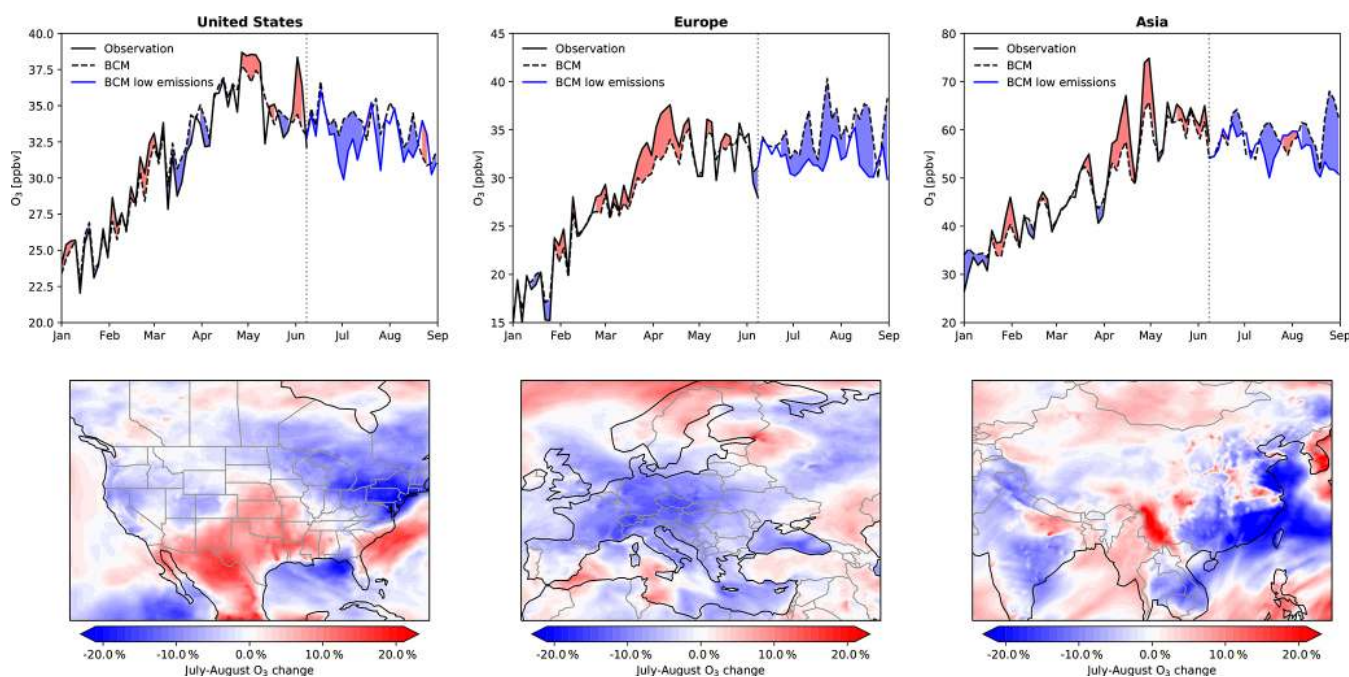 United States
40.0
37.5
35.0
32.5
30.0
27.5
25.0
22.5
20.0
O₃ [ppbv]
Observation
BCM
BCM low emissions
Jan Feb Mar Apr May Jun Jul Aug Sep
Europe
45
40
35
30
25
20
15
O₃ [ppbv]
Observation
BCM
BCM low emissions
Jan Feb Mar Apr May Jun Jul Aug Sep
Asia
80
70
60
50
40
30
20
O₃ [ppbv]
Observation
BCM
BCM low emissions
Jan Feb Mar Apr May Jun Jul Aug Sep
-20.0 % -10.0 % 0.0 % 10.0 % 20.0 %
July-August O₃ change
-20.0 % -10.0 % 0.0 % 10.0 % 20.0 %
July-August O₃ change
-20.0 % -10.0 % 0.0 % 10.0 % 20.0 %
July-August O₃ change